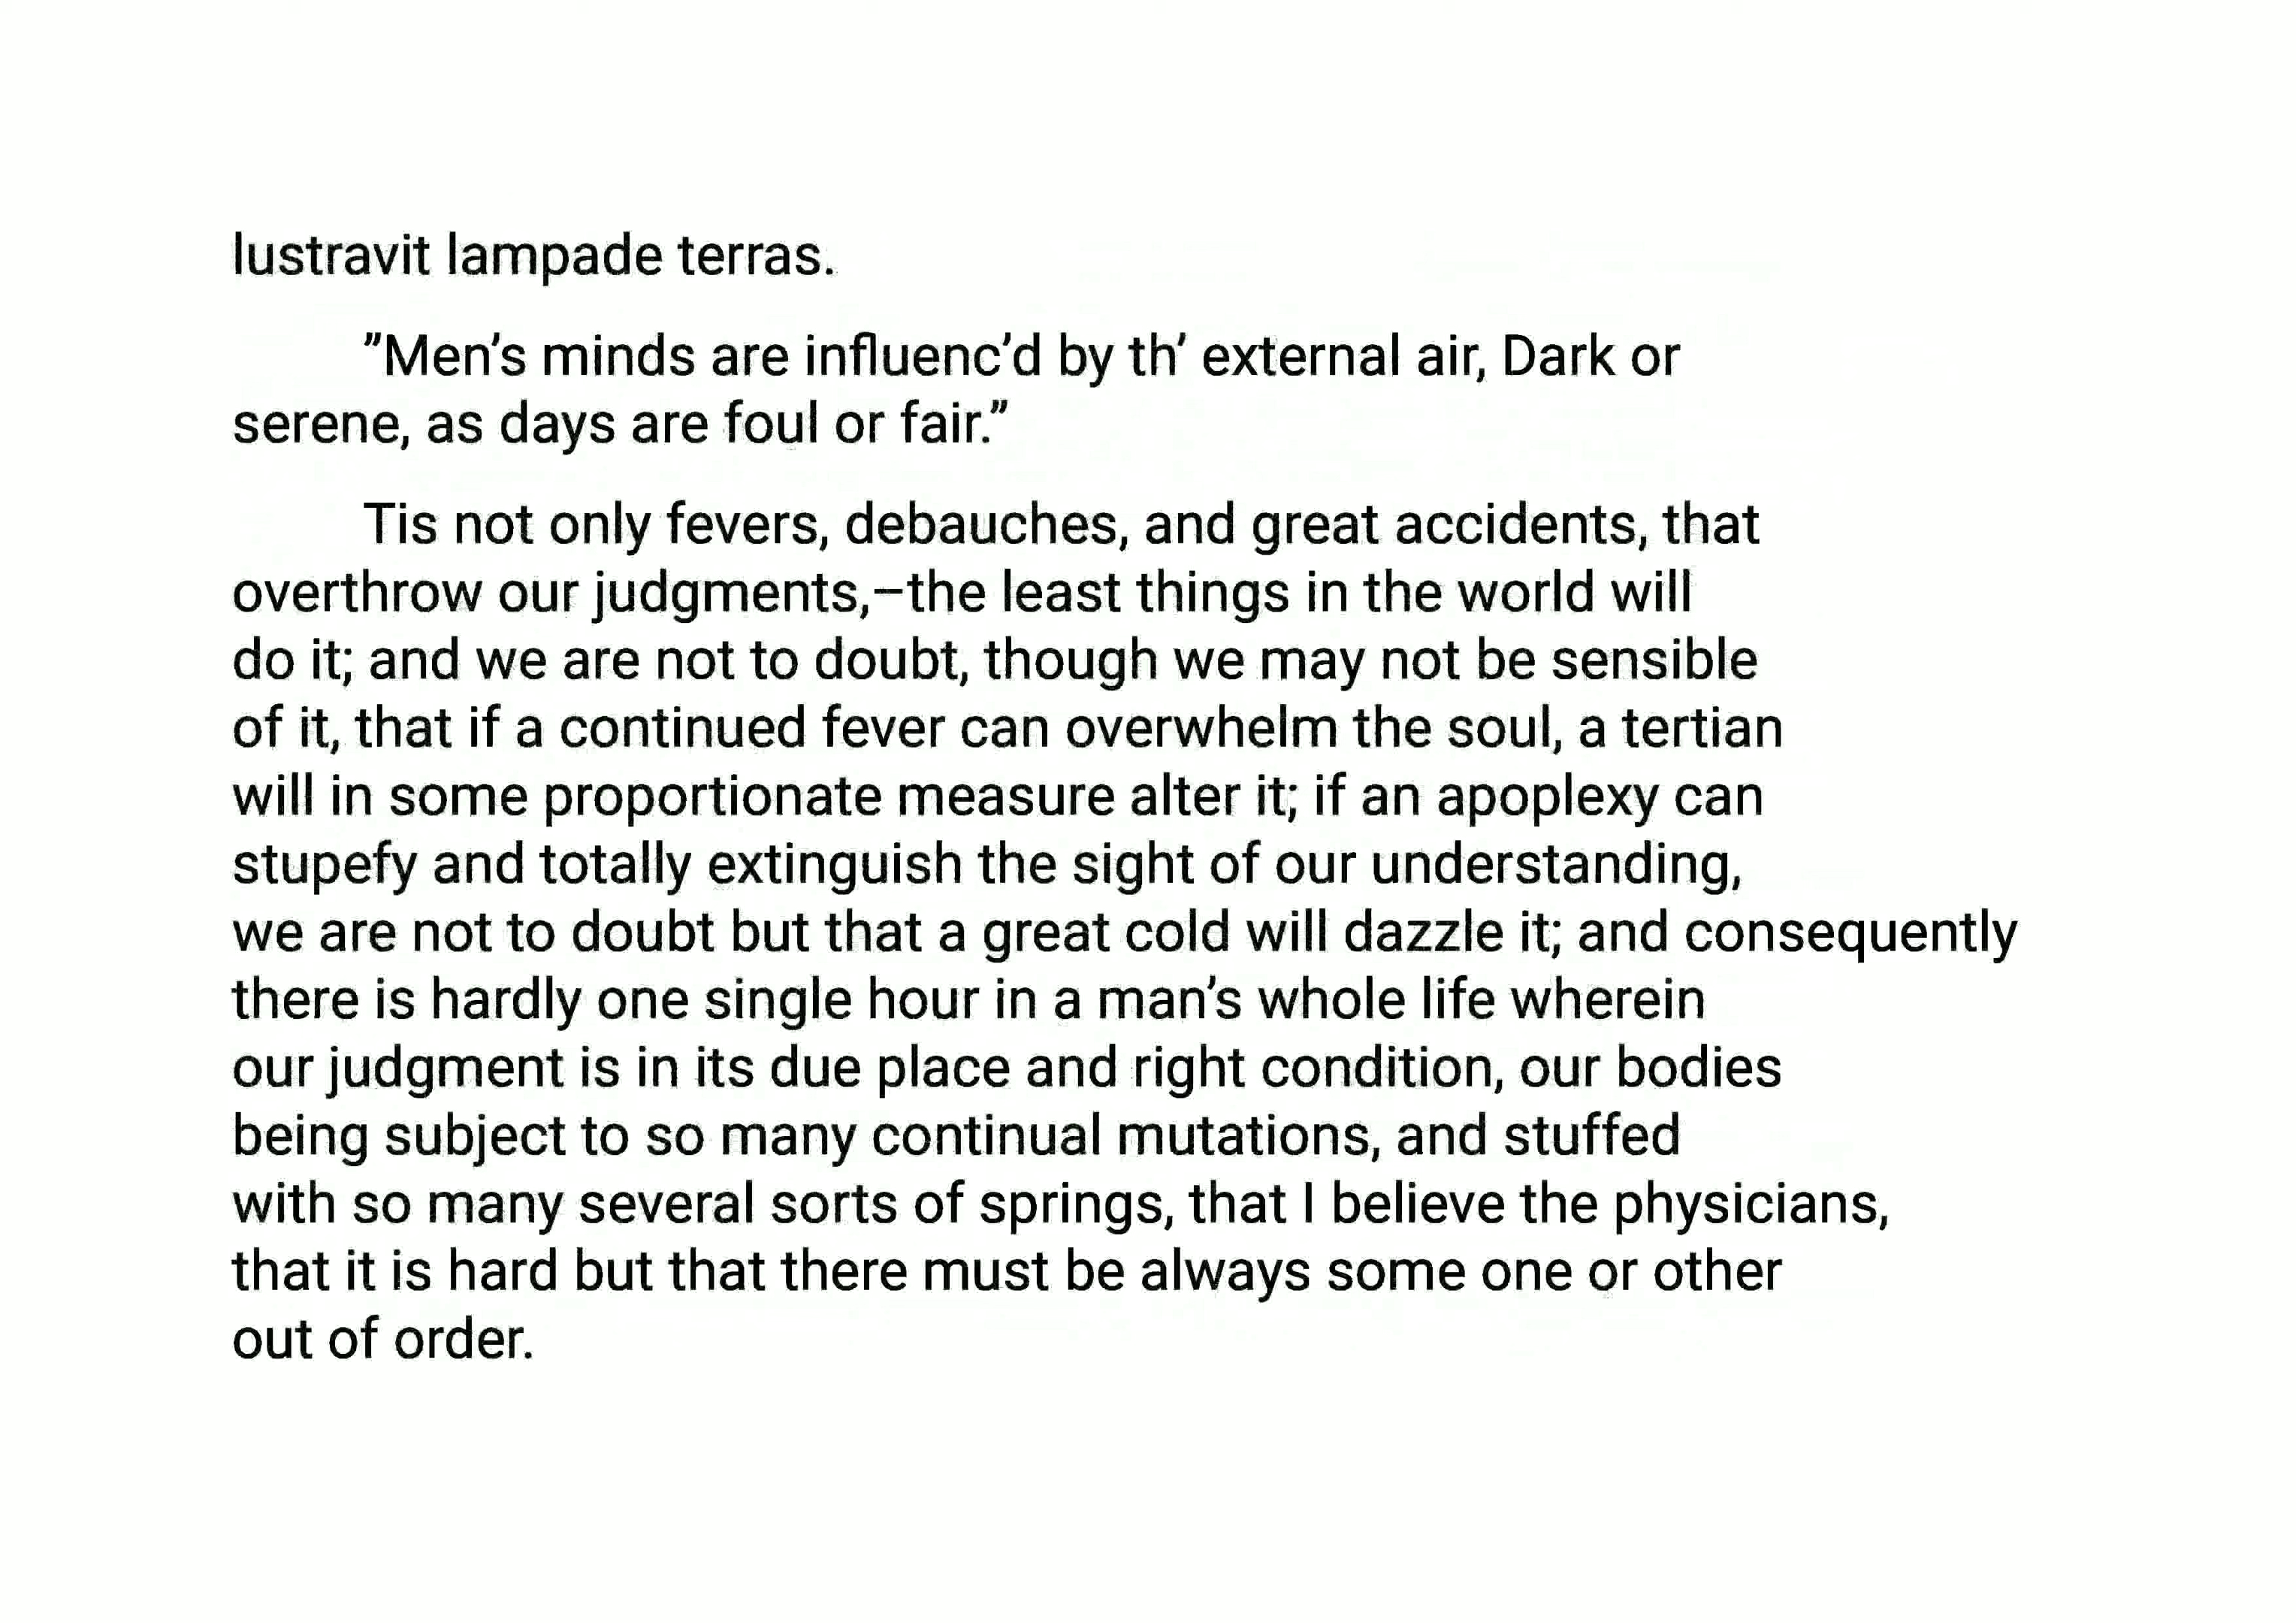 lustravit lampade terras.
”Men’s minds are influenc’d by th’ external air, Dark or
serene, as days are foul or fair.”
Tis not only fevers, debauches, and great accidents, that
overthrow our judgments,–the least things in the world will
do it; and we are not to doubt, though we may not be sensible
of it, that if a continued fever can overwhelm the soul, a tertian
will in some proportionate measure alter it; if an apoplexy can
stupefy and totally extinguish the sight of our understanding,
we are not to doubt but that a great cold will dazzle it; and consequently
there is hardly one single hour in a man’s whole life wherein
our judgment is in its due place and right condition, our bodies
being subject to so many continual mutations, and stuffed
with so many several sorts of springs, that I believe the physicians,
that it is hard but that there must be always some one or other
out of order.